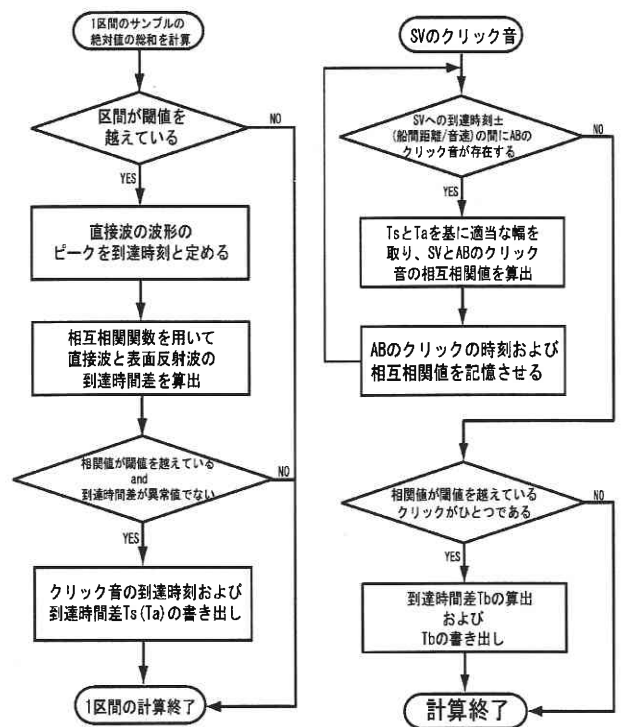 1区間のサンプルの
絶対値の総和を計算
区間が閾値を
越えている
NO
YES
直接波の波形の
ピークを到達時刻と定める
相互相関関数を用いて
直接波と表面反射波の
到達時間差を算出
相関値が閾値を越えている
and
到達時間差が異常値でない
NO
YES
クリック音の到達時刻および
到達時間差Ts(Ta)の書き出し
1区間の計算終了
SVのクリック音
SVへの到達時刻±
(船間距離/音速)の間にABの
クリック音が存在する
NO
YES
TsとTaを基に適当な幅を
取り、SVとABのクリック
音の相互相関値を算出
ABのクリックの時刻および
相互相関値を記憶させる
相関値が閾値を越えている
クリックがひとつである
NO
YES
到達時間差Tbの算出
および
Tbの書き出し
計算終了